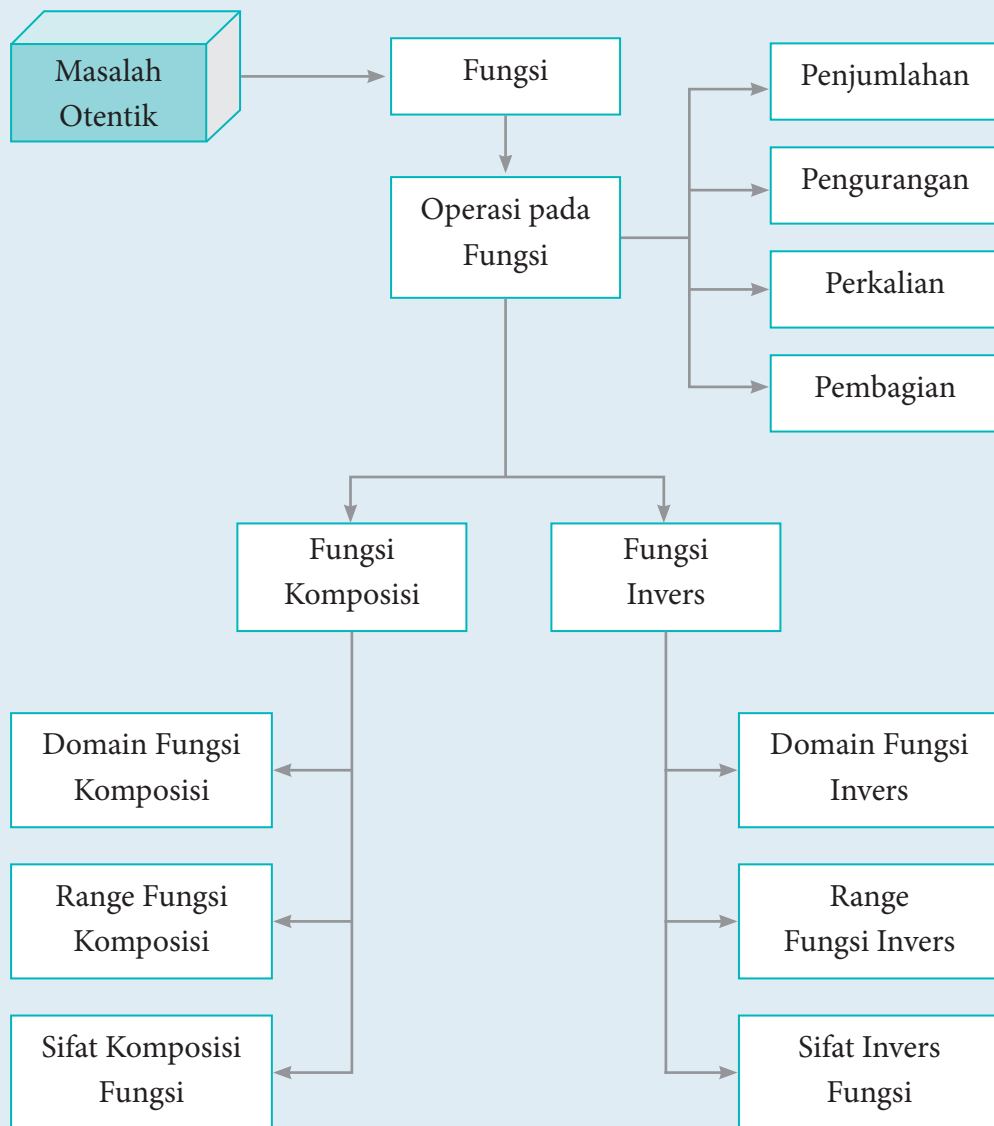 Masalah
Otentik
Fungsi
Penjumlahan
Pengurangan
Operasi pada
Fungsi
Perkalian
Pembagian
Fungsi
Komposisi
Fungsi
Invers
Domain Fungsi
Komposisi
Domain Fungsi
Invers
Range Fungsi
Komposisi
Range
Fungsi Invers
Sifat Komposisi
Fungsi
Sifat Invers
Fungsi